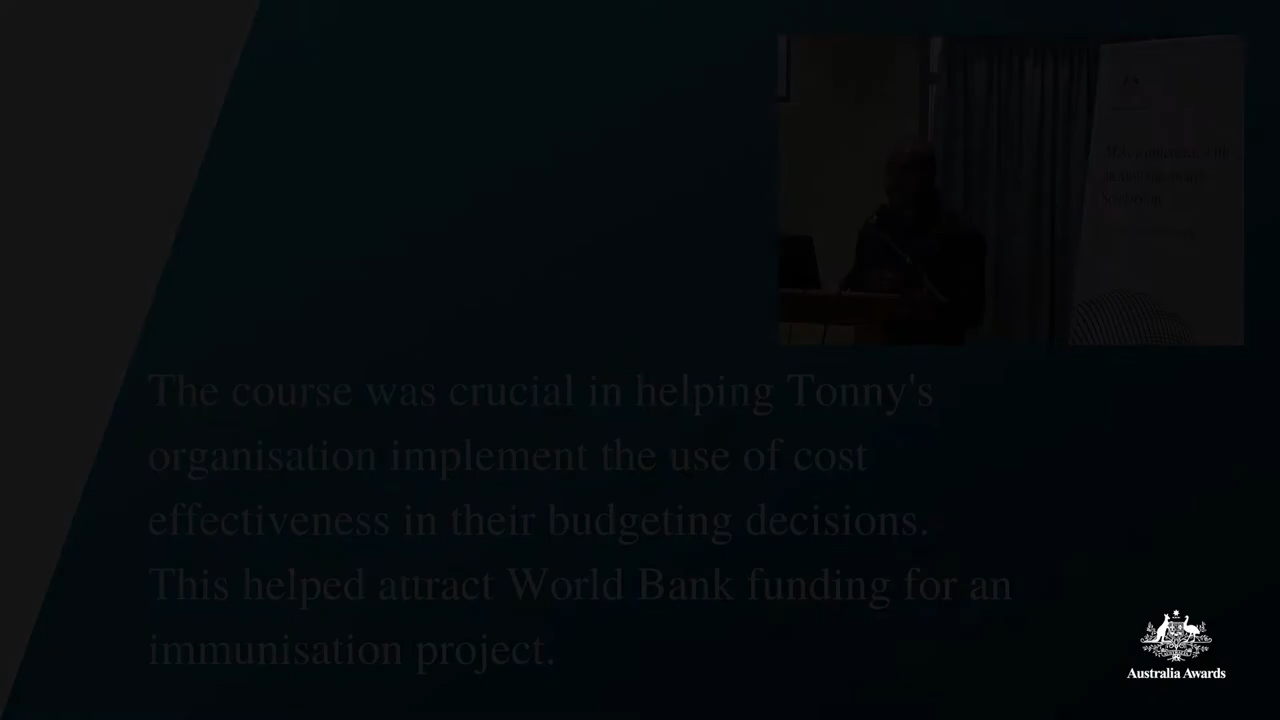 The course was crucial in helping Tonny's
organisation implement the use of cost
effectiveness in their budgeting decisions.
This helped attract World Bank funding for an
immunisation project.
Australia Awards